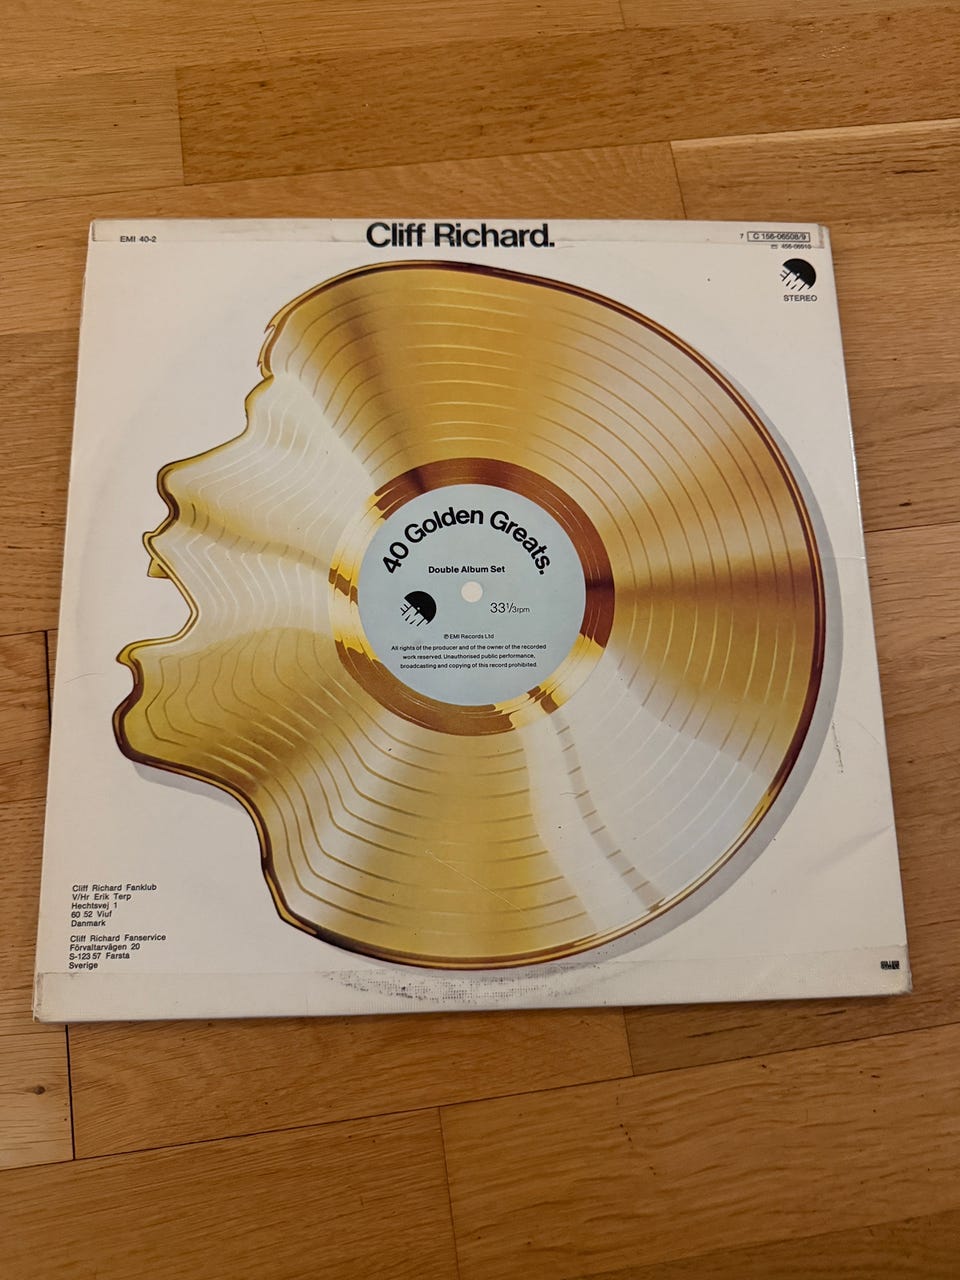 EMI 40-2
Cliff Richard.
7 C 156-06508/9
456-06510
STEREO
40 Golden Greats.
Double Album Set
33 1/3rpm
℗ EMI Records Ltd
All rights of the producer and of the owner of the recorded
work reserved. Unauthorised public performance,
broadcasting and copying of this record prohibited.
Cliff Richard Fanklub
V/Hr Erik Terp
Hechtsvej 1
60 52 Viuf
Danmark
Cliff Richard Fanservice
Förvaltarvägen 20
S-123 57 Farsta
Sverige